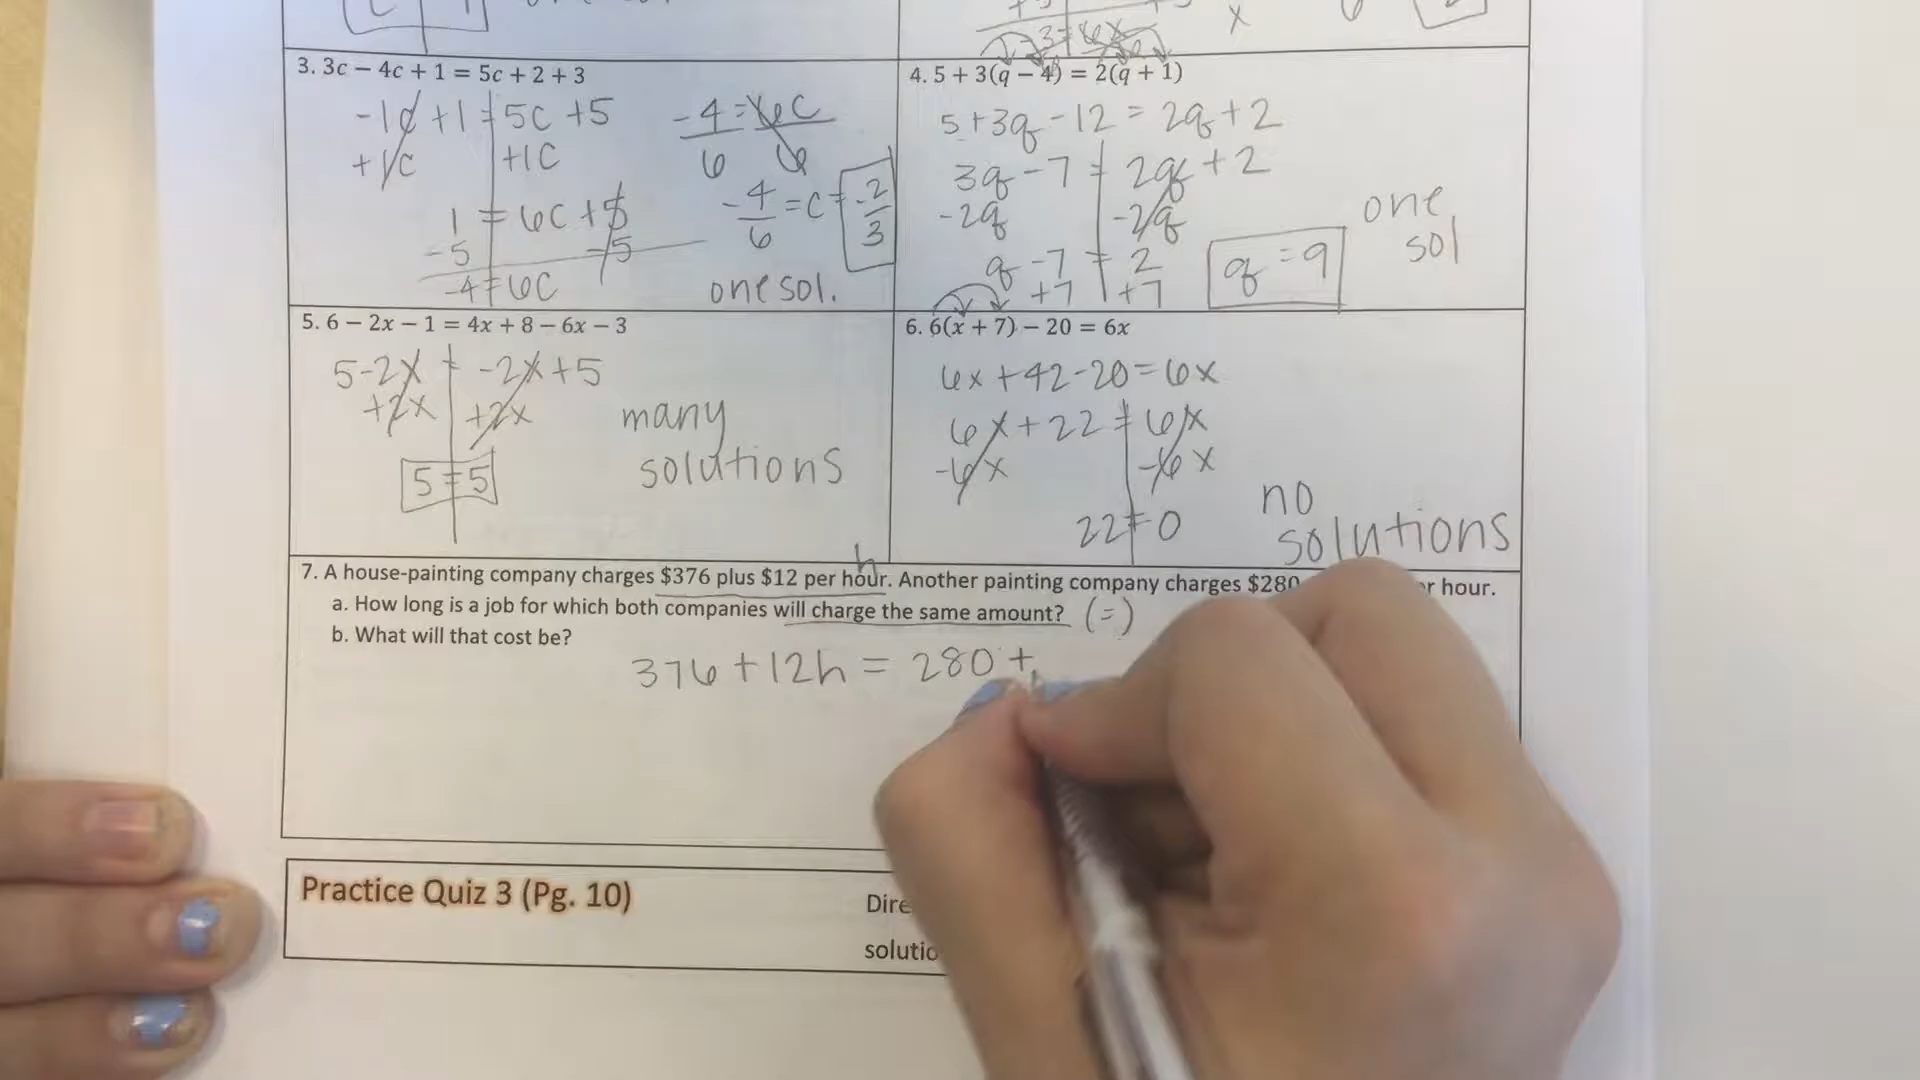 3. 3c − 4c + 1 = 5c + 2 + 3
-1c + 1 = 5c + 5
+1c +1c
1 = 6c + 5
-5 -5
-4 = 6c
-4 = 6c
6 6
-4/6 = c = -2/3
one sol.
4. 5 + 3(q − 4) = 2(q + 1)
5 + 3q - 12 = 2q + 2
3q - 7 = 2q + 2
-2q -2q
q - 7 = 2
+7 +7
q = 9
one
sol
5. 6 − 2x − 1 = 4x + 8 − 6x − 3
5 - 2x = -2x + 5
+2x +2x
5 = 5
many
solutions
6. 6(x + 7) − 20 = 6x
6x + 42 - 20 = 6x
6x + 22 = 6x
-6x -6x
22 = 0
no
solutions
h
7. A house-painting company charges $376 plus $12 per hour. Another painting company charges $280 r hour.
a. How long is a job for which both companies will charge the same amount? (=)
b. What will that cost be?
376 + 12h = 280 +
Practice Quiz 3 (Pg. 10)
Dire
solutio